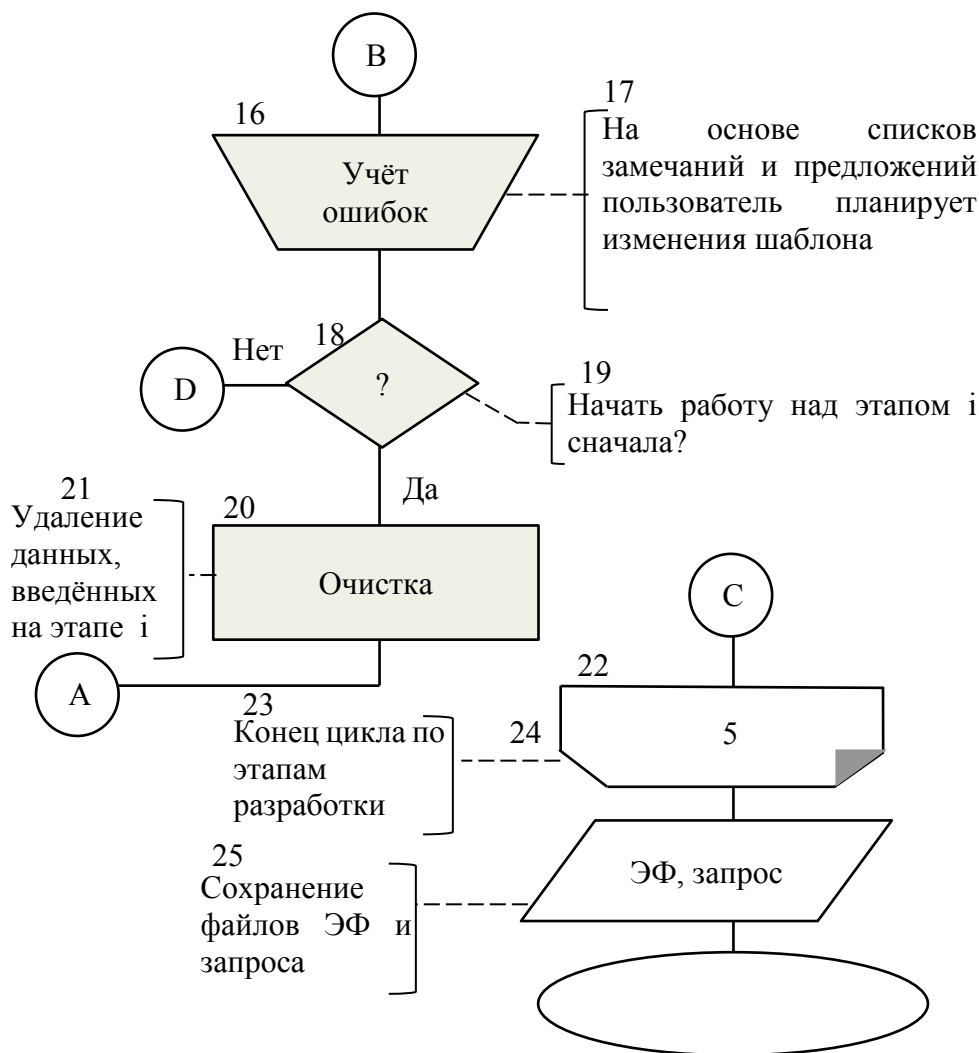 B
16
Учёт
ошибок
17
На основе списков
замечаний и предложений
пользователь планирует
изменения шаблона
18
Нет
D
?
19
Начать работу над этапом i
сначала?
Да
21
Удаление
данных,
введённых
на этапе i
20
Очистка
A
C
22
5
23
Конец цикла по
этапам
разработки
24
ЭФ, запрос
25
Сохранение
файлов ЭФ и
запроса